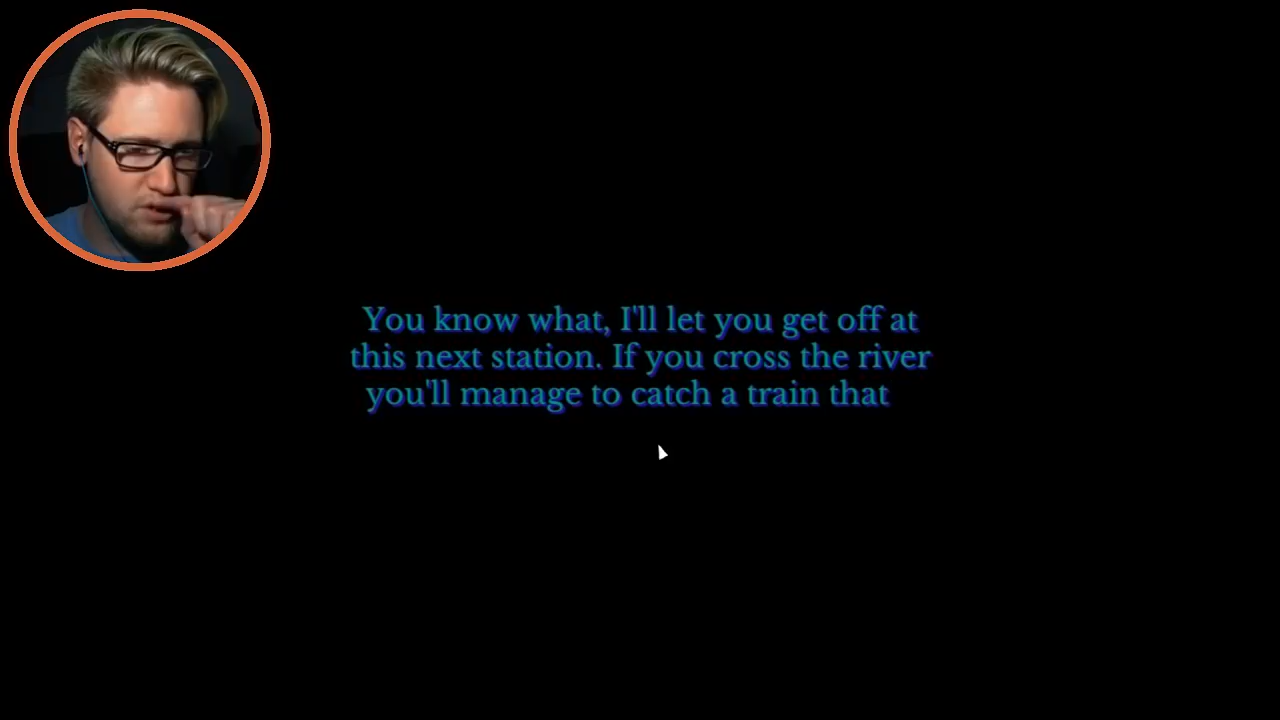 You know what, I'll let you get off at
this next station. If you cross the river
you'll manage to catch a train that